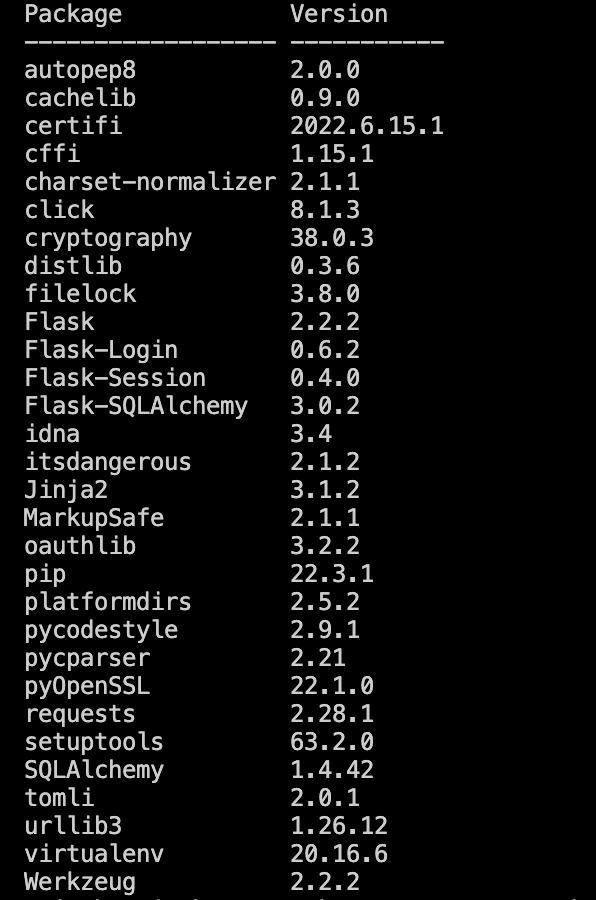 Package Version
------------------ -----------
autopep8 2.0.0
cachelib 0.9.0
certifi 2022.6.15.1
cffi 1.15.1
charset-normalizer 2.1.1
click 8.1.3
cryptography 38.0.3
distlib 0.3.6
filelock 3.8.0
Flask 2.2.2
Flask-Login 0.6.2
Flask-Session 0.4.0
Flask-SQLAlchemy 3.0.2
idna 3.4
itsdangerous 2.1.2
Jinja2 3.1.2
MarkupSafe 2.1.1
oauthlib 3.2.2
pip 22.3.1
platformdirs 2.5.2
pycodestyle 2.9.1
pycparser 2.21
pyOpenSSL 22.1.0
requests 2.28.1
setuptools 63.2.0
SQLAlchemy 1.4.42
tomli 2.0.1
urllib3 1.26.12
virtualenv 20.16.6
Werkzeug 2.2.2